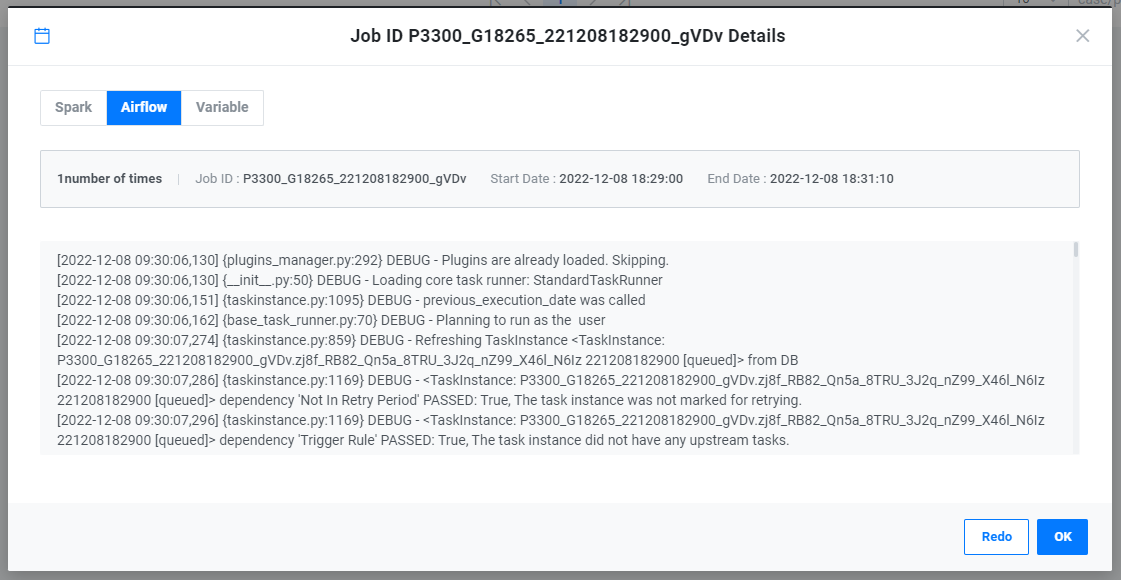 Job ID P3300_G18265_221208182900_gVDv Details
Spark Airflow Variable
1number of times Job ID : P3300_G18265_221208182900_gVDv Start Date : 2022-12-08 18:29:00 End Date : 2022-12-08 18:31:10
[2022-12-08 09:30:06,130] {plugins_manager.py:292} DEBUG - Plugins are already loaded. Skipping.
[2022-12-08 09:30:06,130] {__init__.py:50} DEBUG - Loading core task runner: StandardTaskRunner
[2022-12-08 09:30:06,151] {taskinstance.py:1095} DEBUG - previous_execution_date was called
[2022-12-08 09:30:06,162] {base_task_runner.py:70} DEBUG - Planning to run as the  user
[2022-12-08 09:30:07,274] {taskinstance.py:859} DEBUG - Refreshing TaskInstance <TaskInstance:
P3300_G18265_221208182900_gVDv.zj8f_RB82_Qn5a_8TRU_3J2q_nZ99_X46l_N6Iz 221208182900 [queued]> from DB
[2022-12-08 09:30:07,286] {taskinstance.py:1169} DEBUG - <TaskInstance: P3300_G18265_221208182900_gVDv.zj8f_RB82_Qn5a_8TRU_3J2q_nZ99_X46l_N6Iz
221208182900 [queued]> dependency 'Not In Retry Period' PASSED: True, The task instance was not marked for retrying.
[2022-12-08 09:30:07,296] {taskinstance.py:1169} DEBUG - <TaskInstance: P3300_G18265_221208182900_gVDv.zj8f_RB82_Qn5a_8TRU_3J2q_nZ99_X46l_N6Iz
221208182900 [queued]> dependency 'Trigger Rule' PASSED: True, The task instance did not have any upstream tasks.
Redo OK